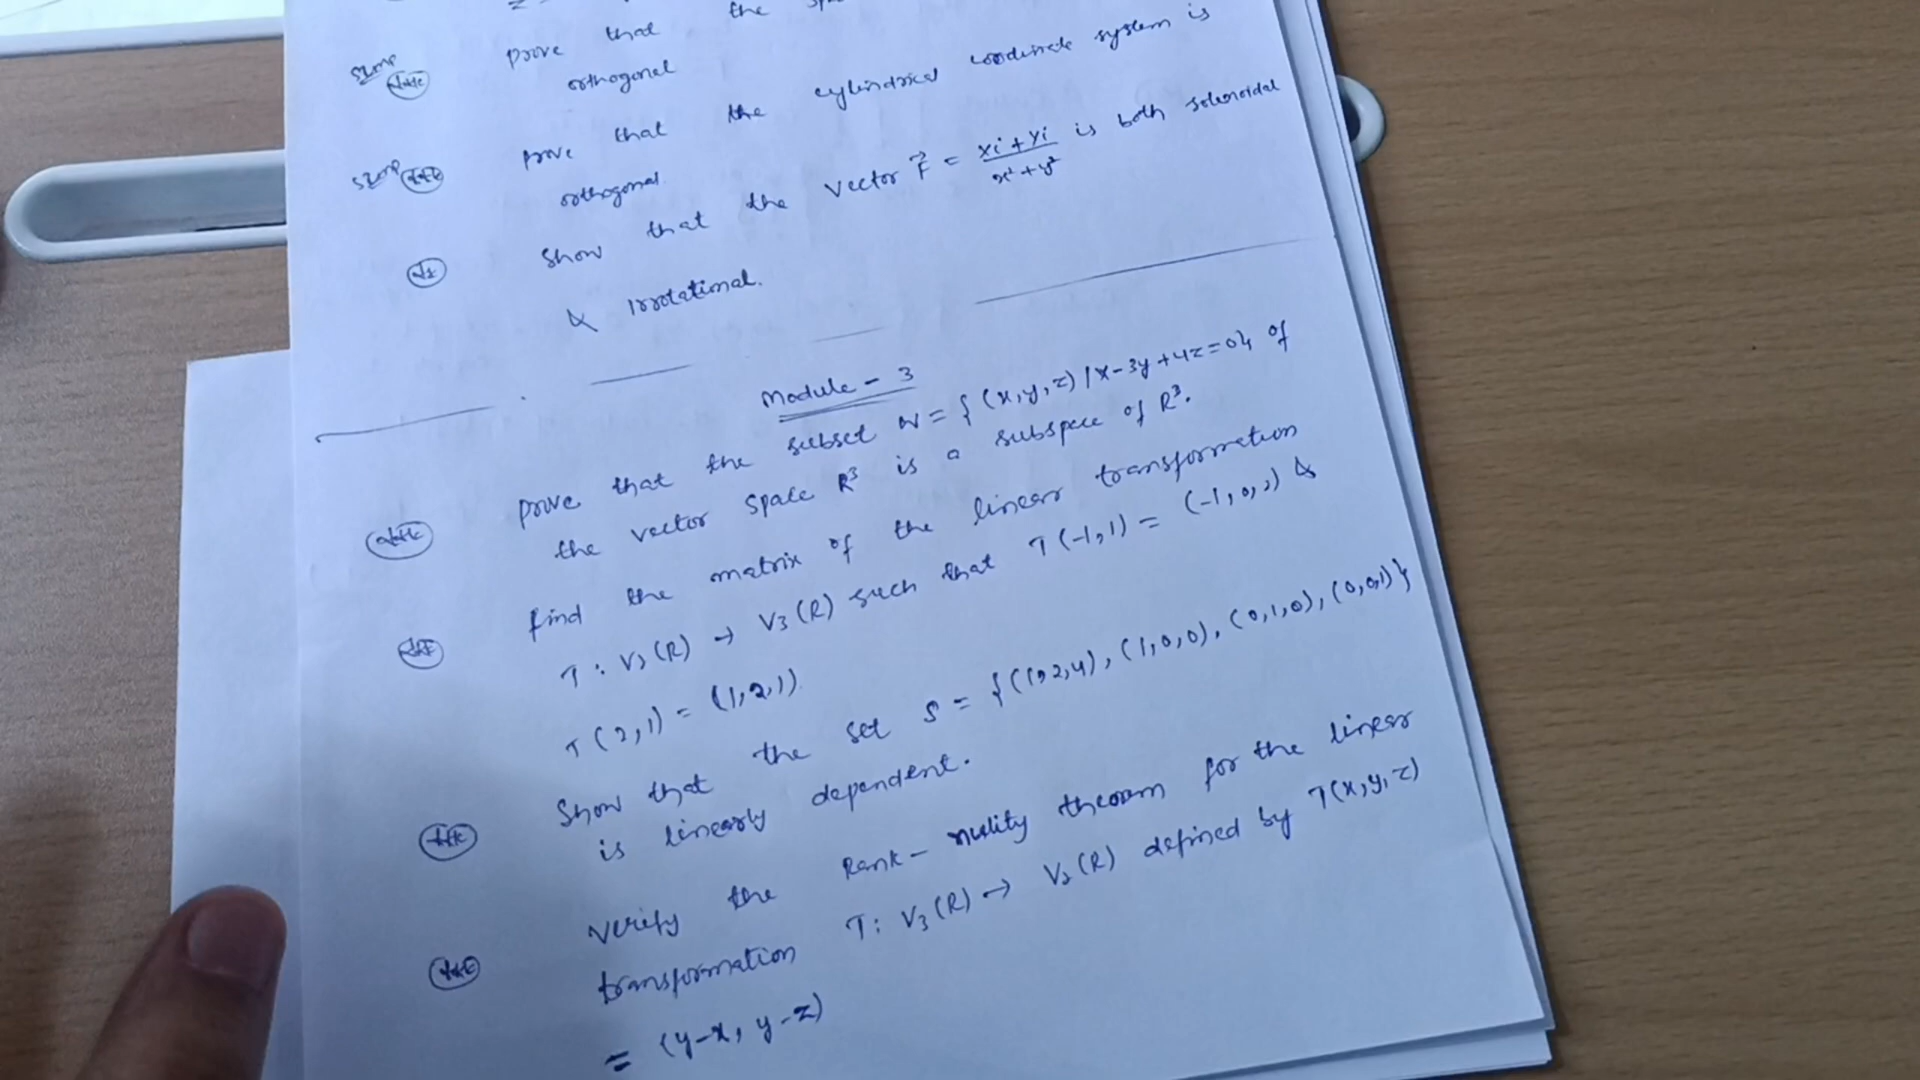 prove that the
orthogonal
prove that the cylindrical coordinate system is
orthogonal.
Show that the vector F⃗ = (xi + yi)/(x² + y²) is both solenoidal
& Irrotational.
Module - 3
prove that the subset W = { (x,y,z) / x-3y+4z=0} of
the vector space R³ is a subspace of R³.
find the matrix of the linear transformation
T : V₂(R) → V₃(R) such that T(-1,1) = (-1,0,2) &
T(2,1) = (1,2,1).
Show that the set S = {(1,2,4), (1,0,0), (0,1,0), (0,0,1)}
is linearly dependent.
verify the Rank - nullity theorem for the linear
transformation T: V₃(R) → V₂(R) defined by T(x,y,z)
= (y-x, y-z)